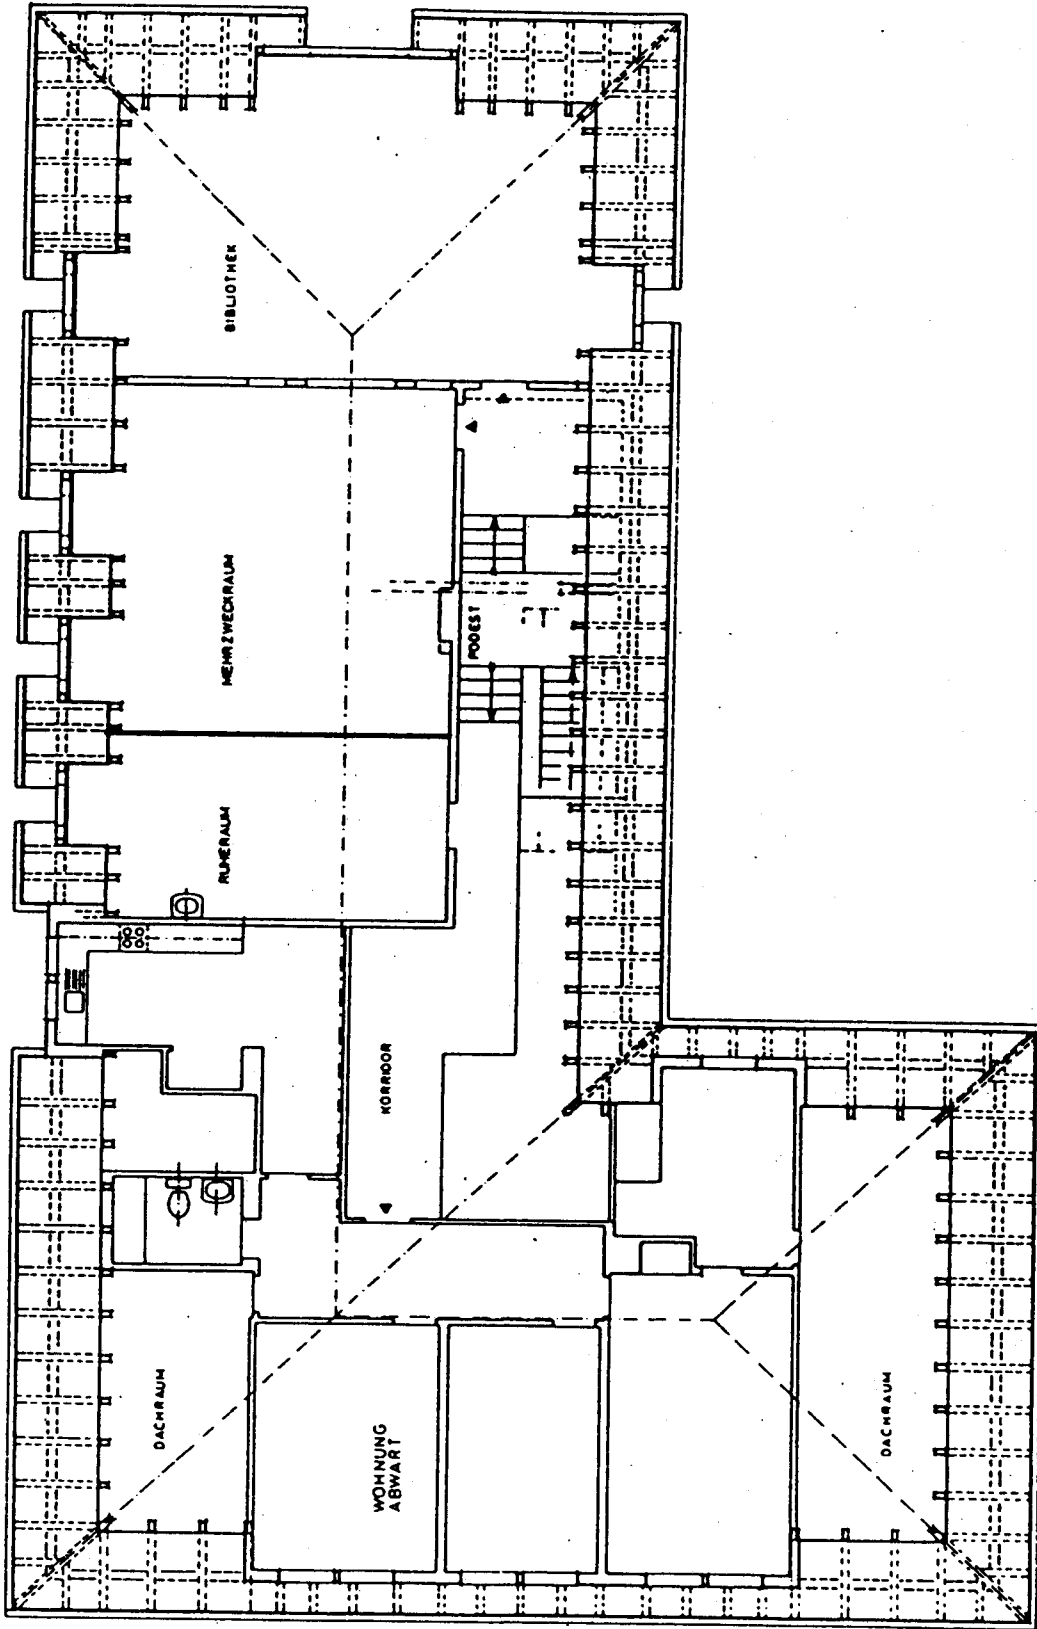 BIBLIOTHEK
MEHRZWECKRAUM
PODEST
RUHERAUM
KORRIDOR
DACHRAUM
WOHNUNG
ABWART
DACHRAUM